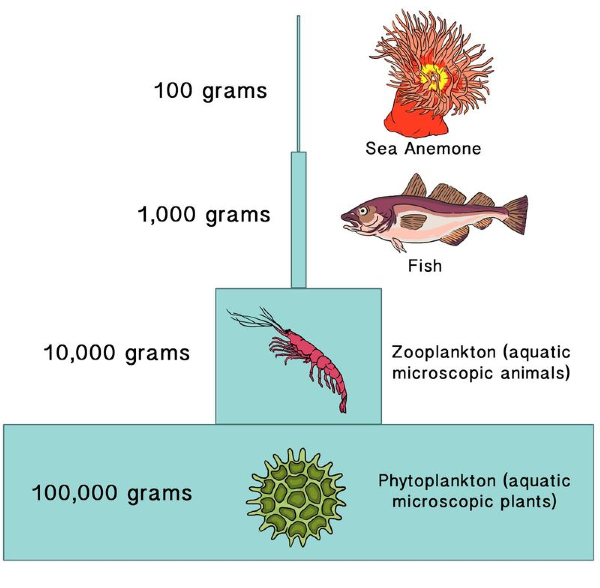 100 grams
Sea Anemone
1,000 grams
Fish
10,000 grams
Zooplankton (aquatic
microscopic animals)
100,000 grams
Phytoplankton (aquatic
microscopic plants)